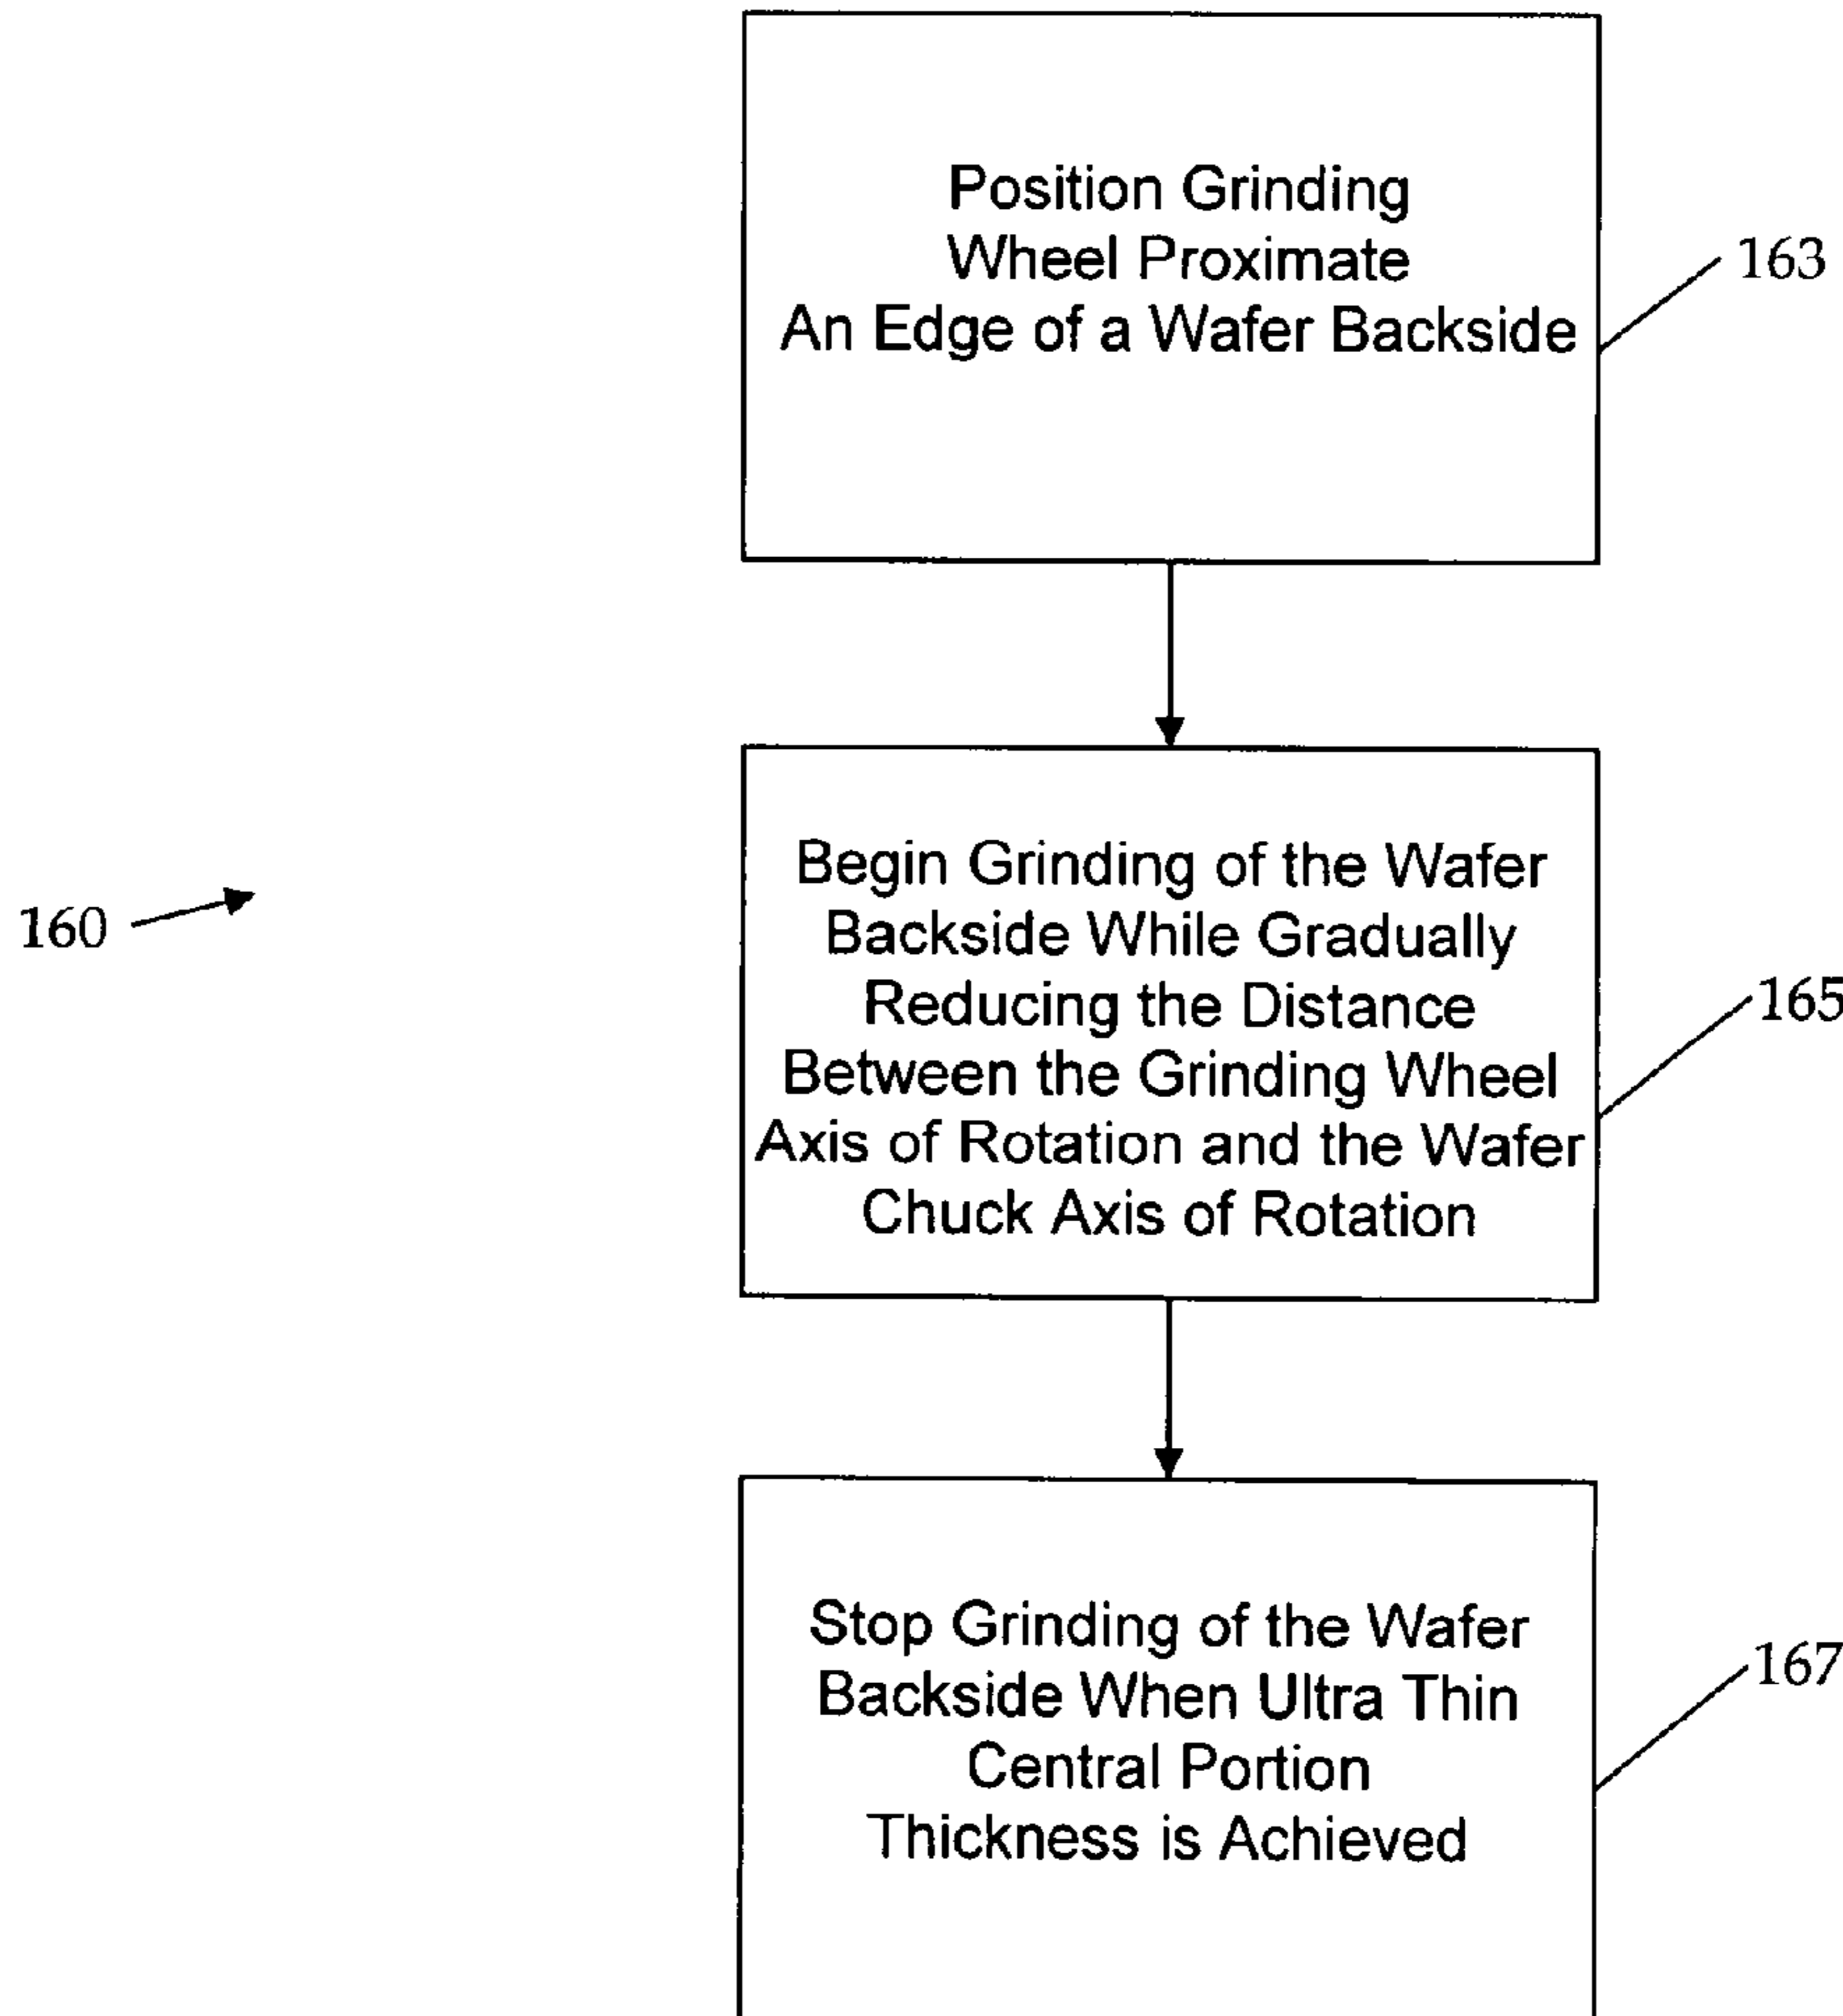 Position Grinding
Wheel Proximate
An Edge of a Wafer Backside
163
160
Begin Grinding of the Wafer
Backside While Gradually
Reducing the Distance
Between the Grinding Wheel
Axis of Rotation and the Wafer
Chuck Axis of Rotation
165
Stop Grinding of the Wafer
Backside When Ultra Thin
Central Portion
Thickness is Achieved
167